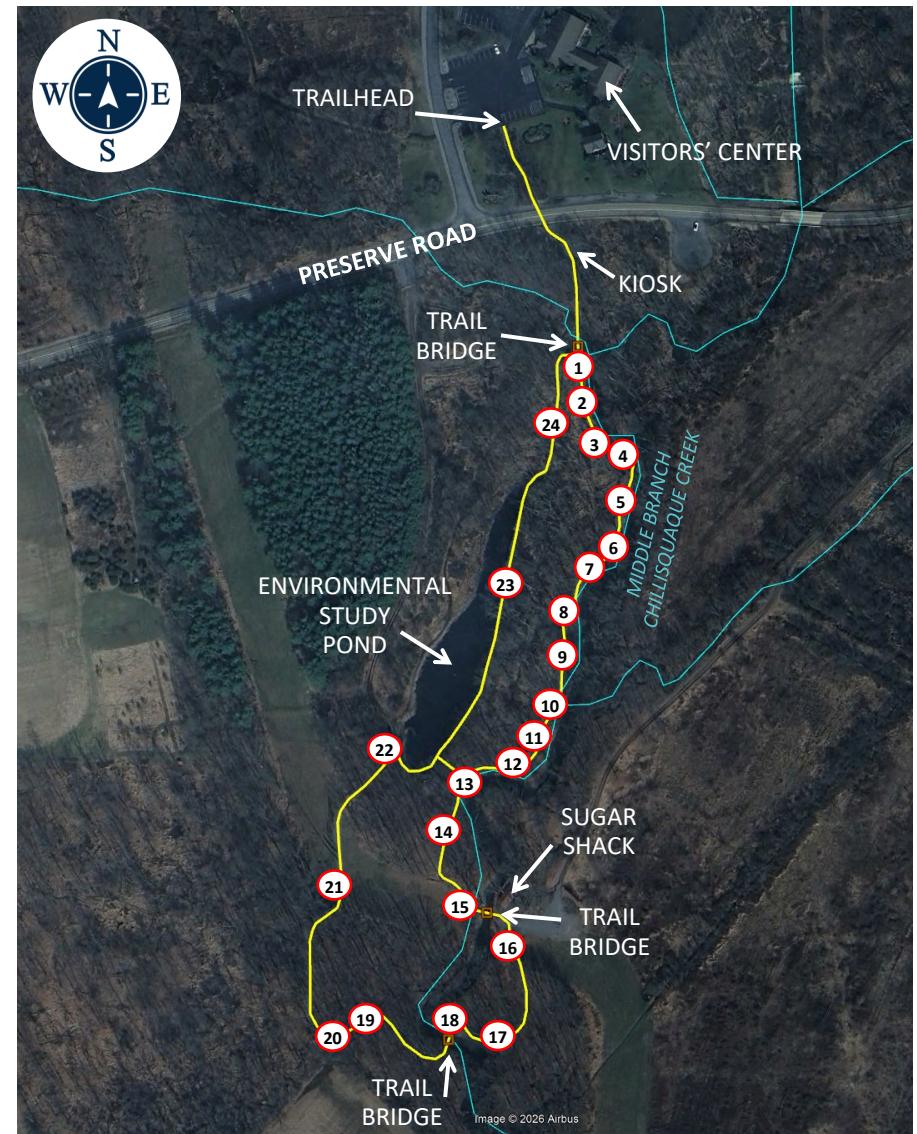 N
W E
S
TRAILHEAD
VISITORS' CENTER
PRESERVE ROAD
KIOSK
TRAIL
BRIDGE
1
2
24
3
4
MIDDLE BRANCH
CHILLISQUAQUE CREEK
5
6
7
ENVIRONMENTAL
STUDY
POND
23
8
9
10
11
22
12
13
SUGAR
SHACK
14
21
15
TRAIL
BRIDGE
16
18
19
17
20
TRAIL
BRIDGE
Image © 2026 Airbus